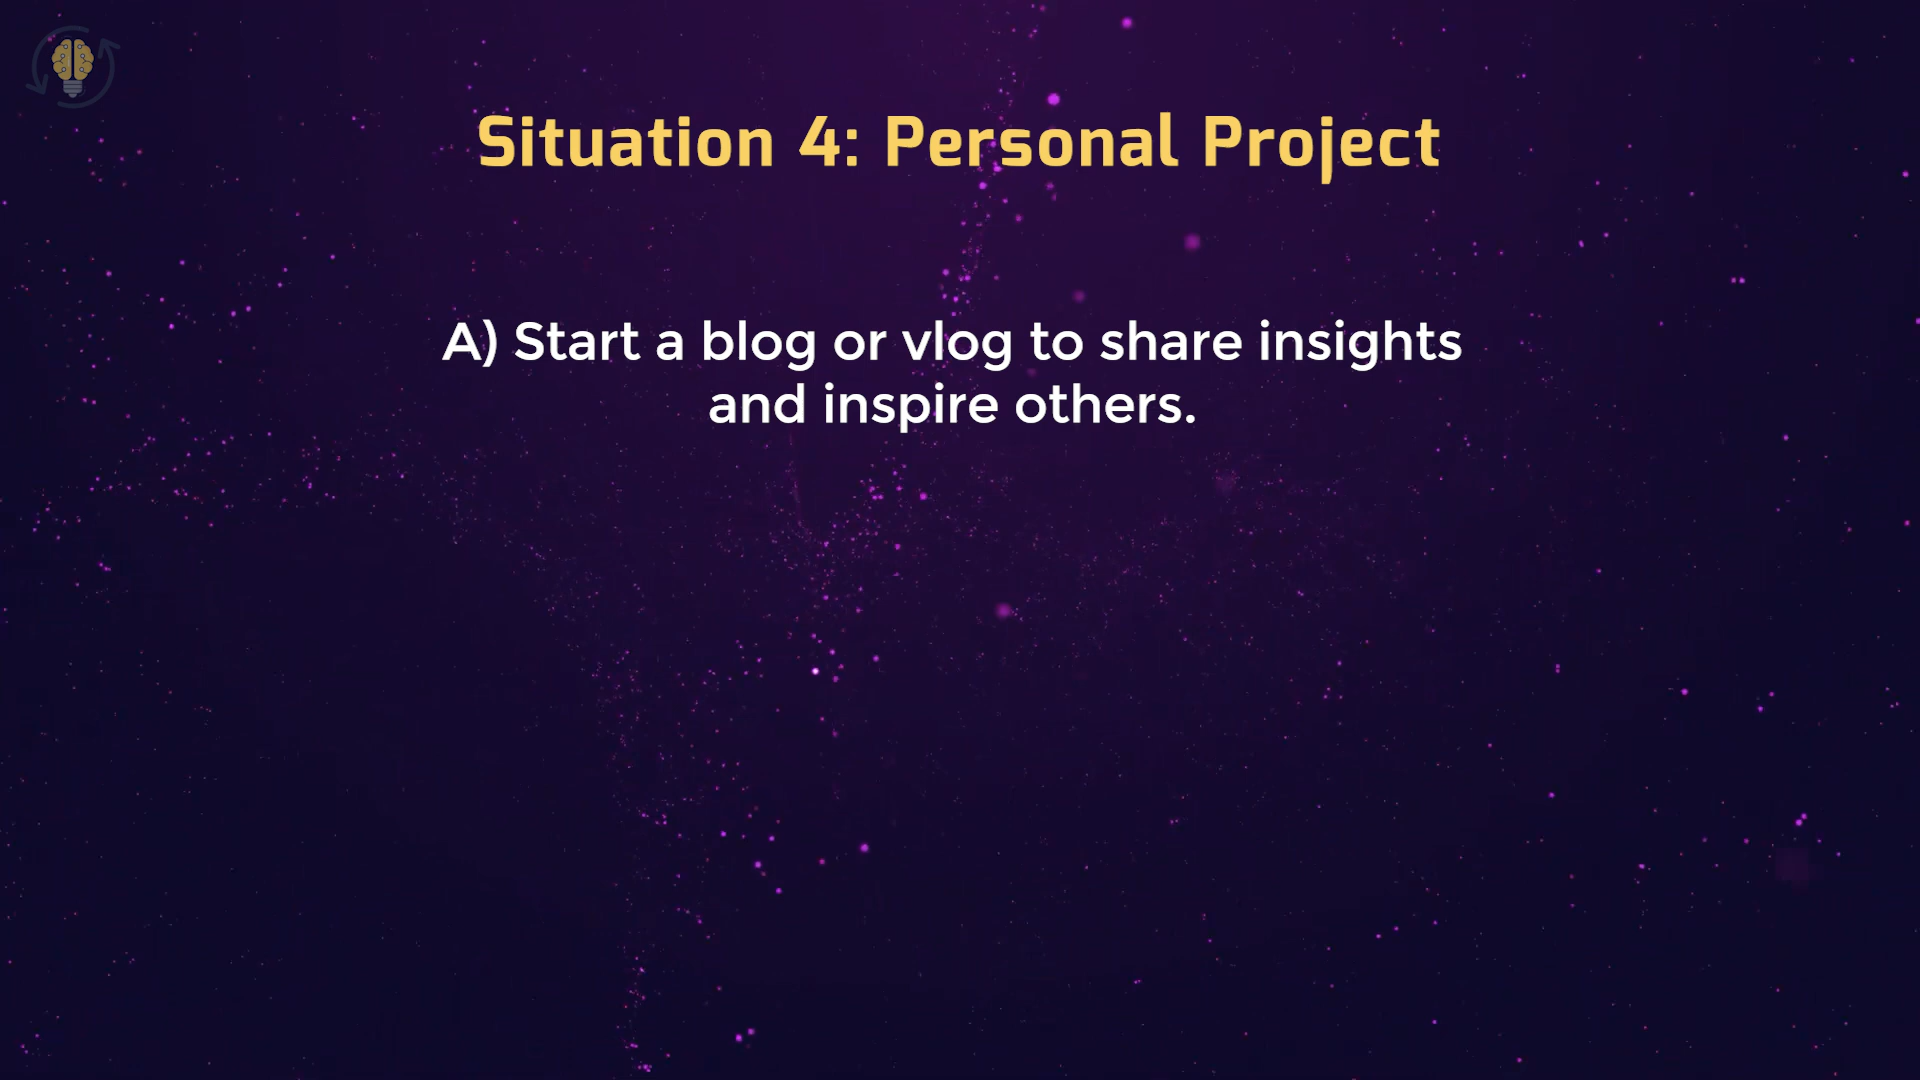 Situation 4: Personal Project
A) Start a blog or vlog to share insights
and inspire others.